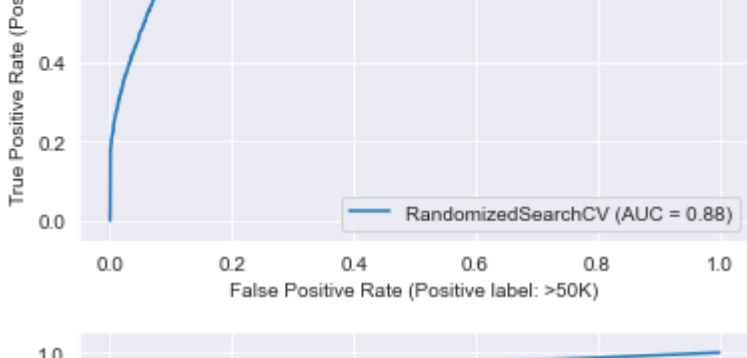 True Positive Rate (Pos
0.4
0.2
0.0
RandomizedSearchCV (AUC = 0.88)
0.0 0.2 0.4 0.6 0.8 1.0
False Positive Rate (Positive label: >50K)
1.0